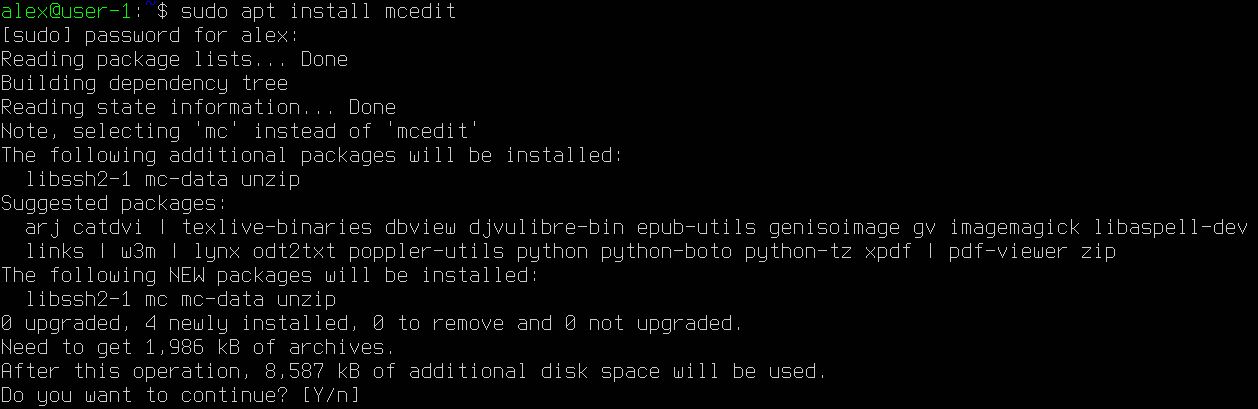 alex@user-1:~$ sudo apt install mcedit
[sudo] password for alex:
Reading package lists... Done
Building dependency tree
Reading state information... Done
Note, selecting 'mc' instead of 'mcedit'
The following additional packages will be installed:
  libssh2-1 mc-data unzip
Suggested packages:
  arj catdvi | texlive-binaries dbview djvulibre-bin epub-utils genisoimage gv imagemagick libaspell-dev
  links | w3m | lynx odt2txt poppler-utils python python-boto python-tz xpdf | pdf-viewer zip
The following NEW packages will be installed:
  libssh2-1 mc mc-data unzip
0 upgraded, 4 newly installed, 0 to remove and 0 not upgraded.
Need to get 1,986 kB of archives.
After this operation, 8,587 kB of additional disk space will be used.
Do you want to continue? [Y/n]